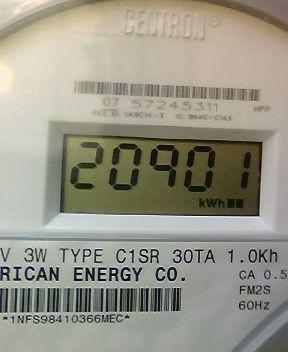 CENTRON®
07 57245311 HPP
20901
kWh
V 3W TYPE C1SR 30TA 1.0Kh
RICAN ENERGY CO.
CA 0.5
FM2S
60Hz
*1NFS98410366MEC*